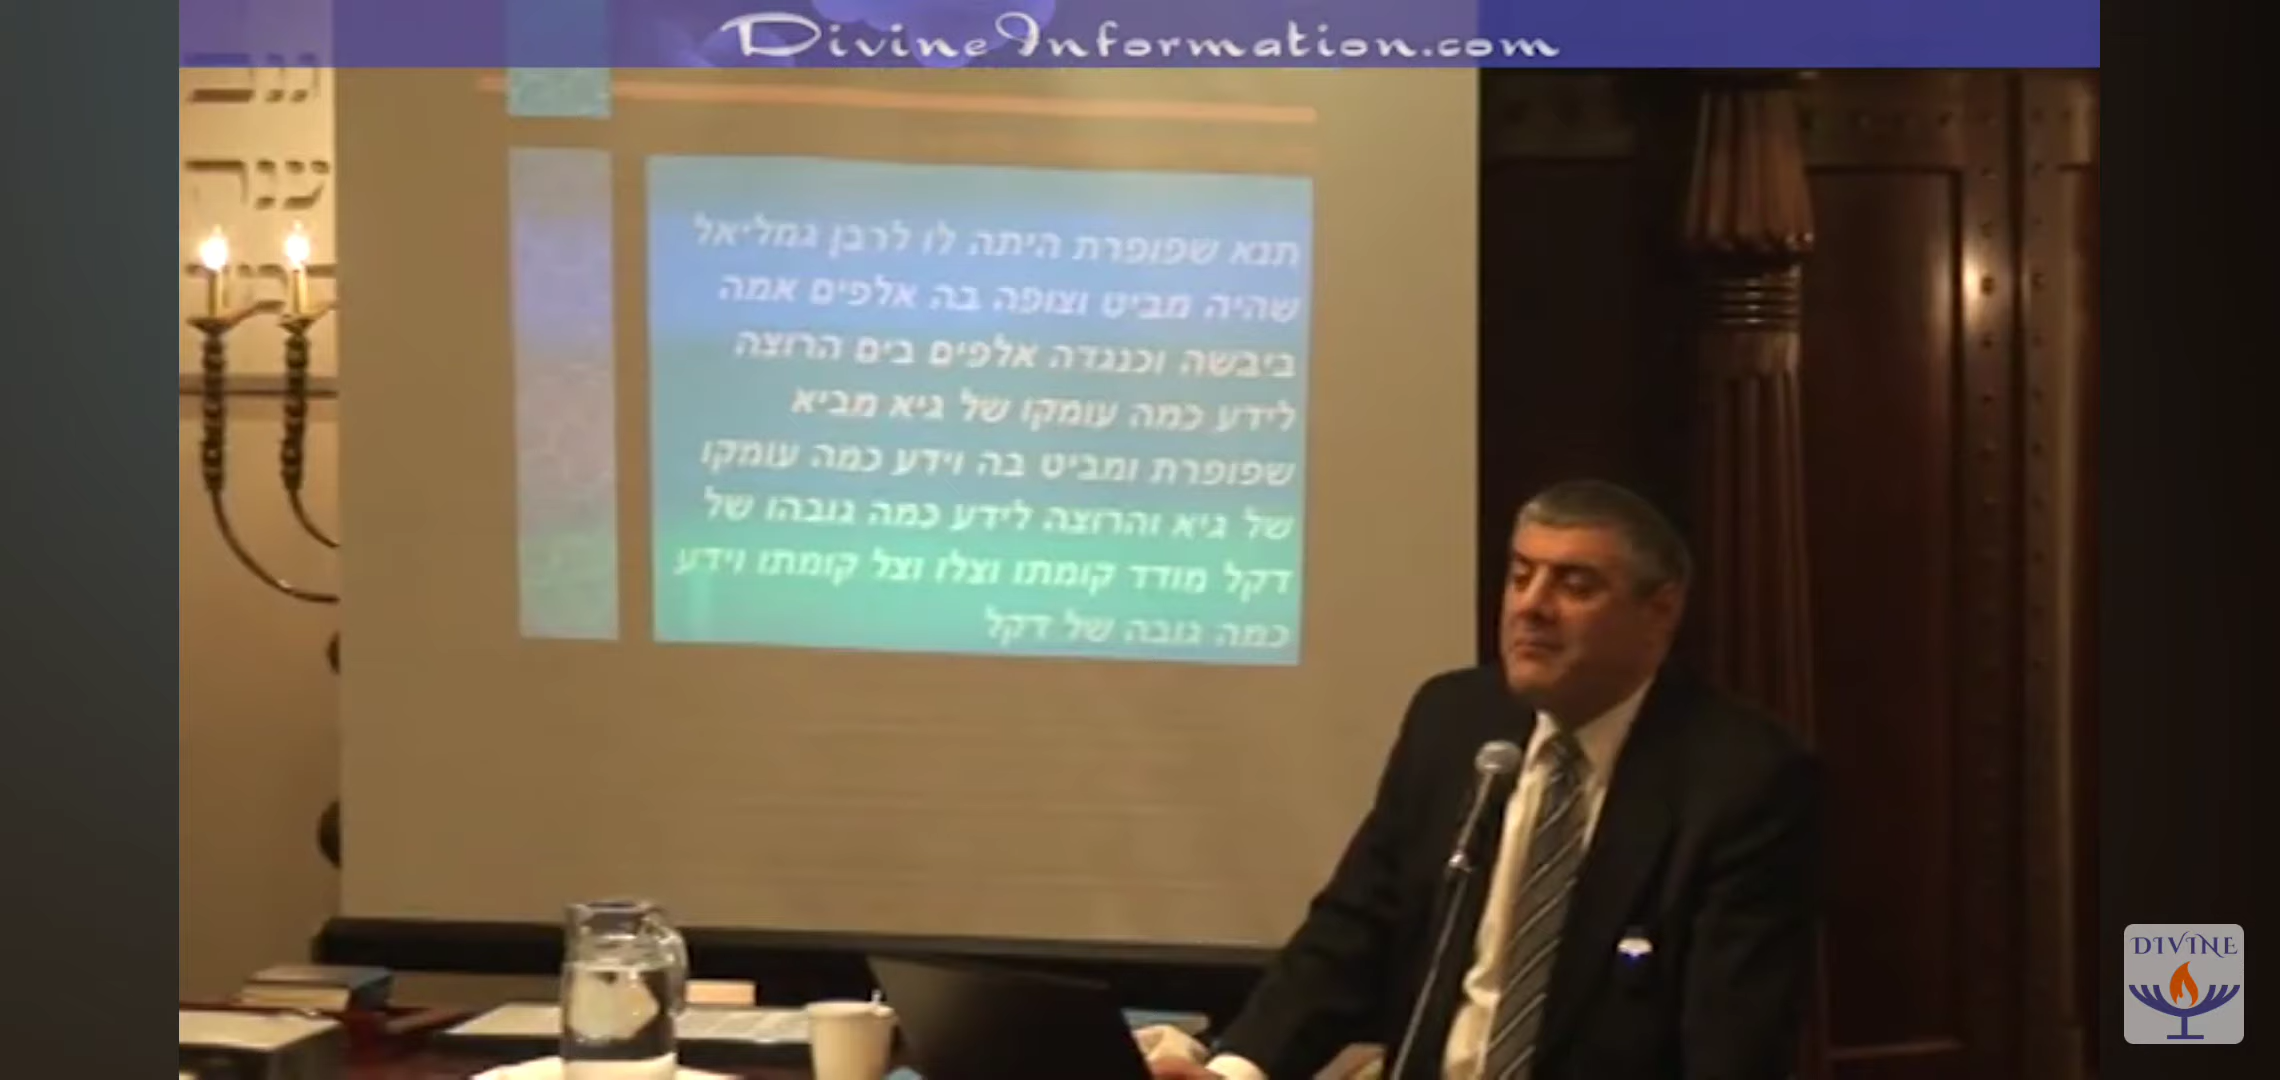 DivineInformation.com
ענה
תנא שפופרת היתה לו לרבן גמליאל
שהיה מביט וצופה בה אלפים אמה
ביבשה וכנגדה אלפים בים הרוצה
לידע כמה עומקו של גיא מביא
שפופרת ומביט בה וידע כמה עומקו
של גיא והרוצה לידע כמה גובהו של
דקל מודד קומתו וצלו וצל קומתו וידע
כמה גובה של דקל
DIVINE